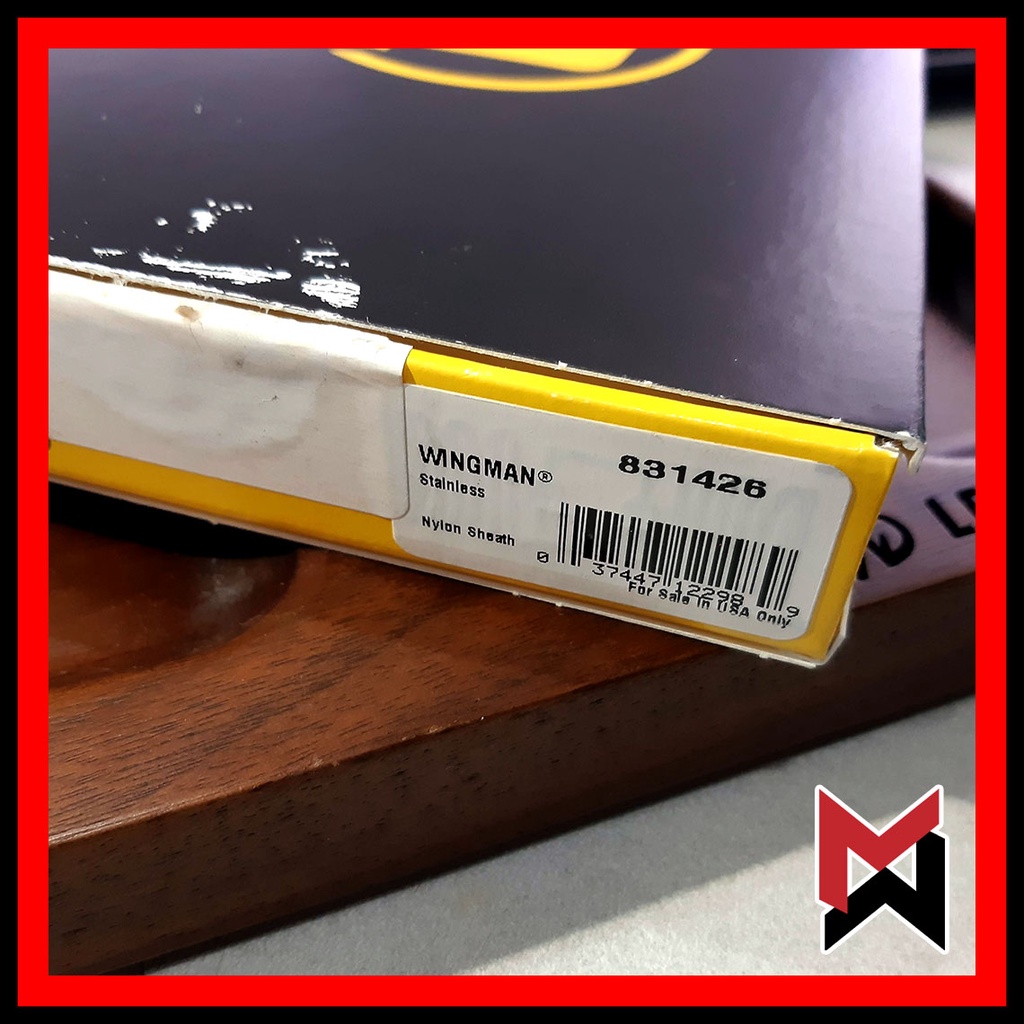 WINGMAN®
831426
Stainless
Nylon Sheath
0 37447 12298 9
For Sale in USA Only